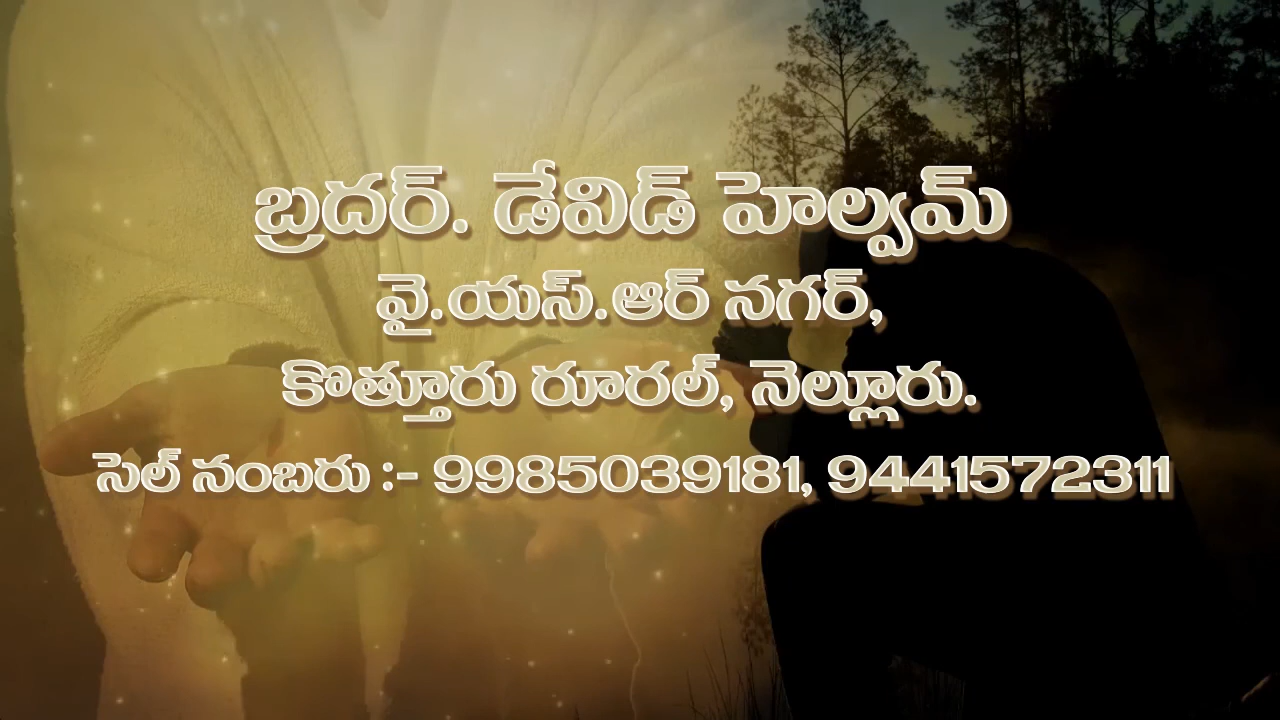 బ్రదర్. డేవిడ్ హెల్వమ్
వై.యస్.ఆర్ నగర్,
కొత్తూరు రూరల్, నెల్లూరు.
సెల్ నంబరు :- 9985039181, 9441572311